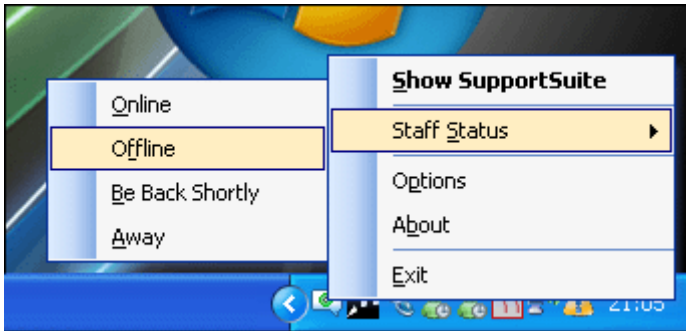 Show SupportSuite
Staff Status
Options
About
Exit
Online
Offline
Be Back Shortly
Away
21:05